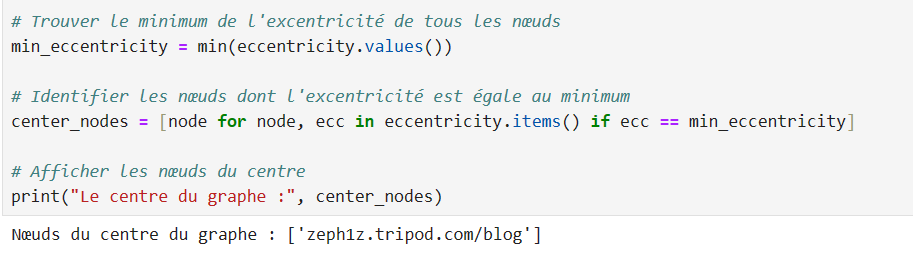 # Trouver le minimum de l'excentricité de tous les nœuds
min_eccentricity = min(eccentricity.values())
# Identifier les nœuds dont l'excentricité est égale au minimum
center_nodes = [node for node, ecc in eccentricity.items() if ecc == min_eccentricity]
# Afficher les nœuds du centre
print("Le centre du graphe :", center_nodes)
Nœuds du centre du graphe : ['zeph1z.tripod.com/blog']